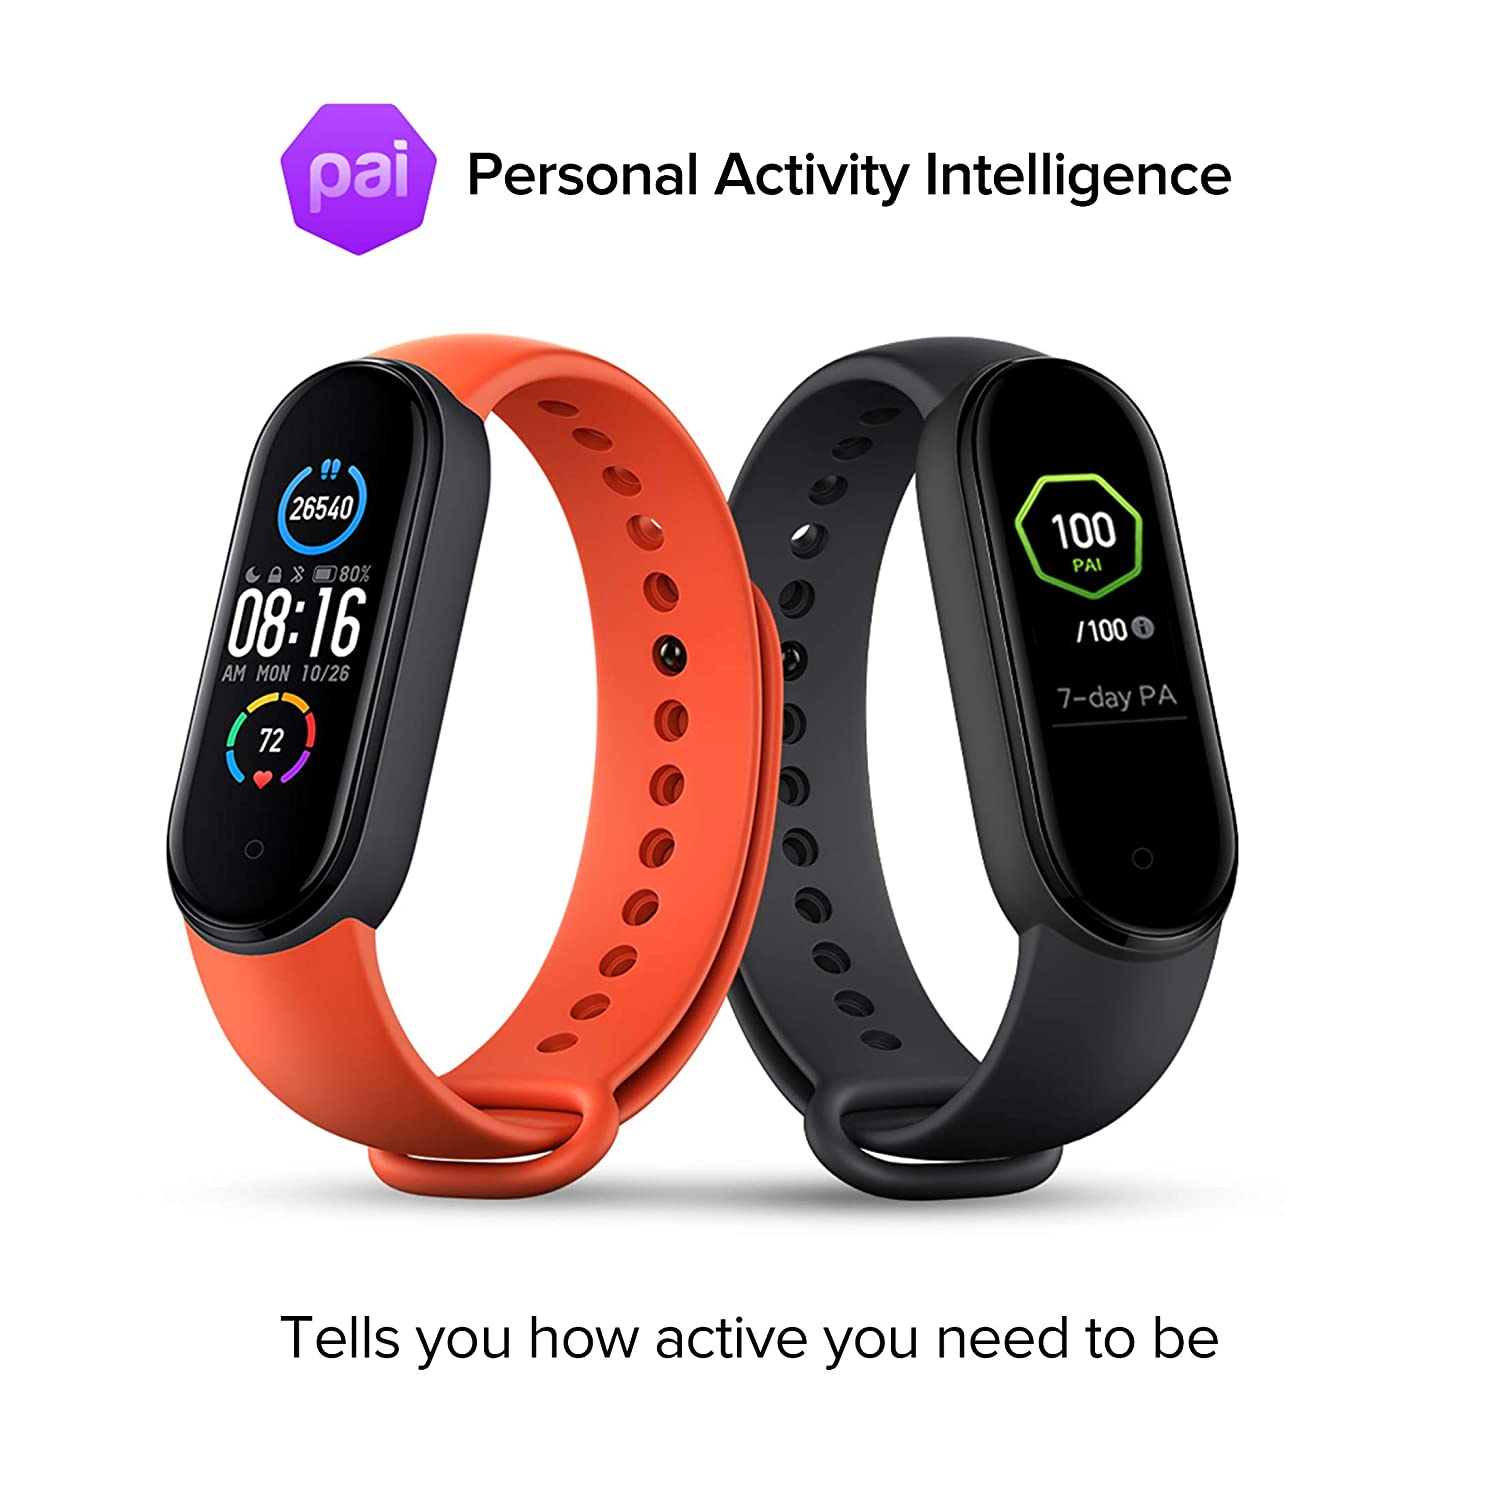 pai
Personal Activity Intelligence
26540
80%
08:16
AM MON 10/26
72
100
PAI
/100 i
7-day PA
Tells you how active you need to be